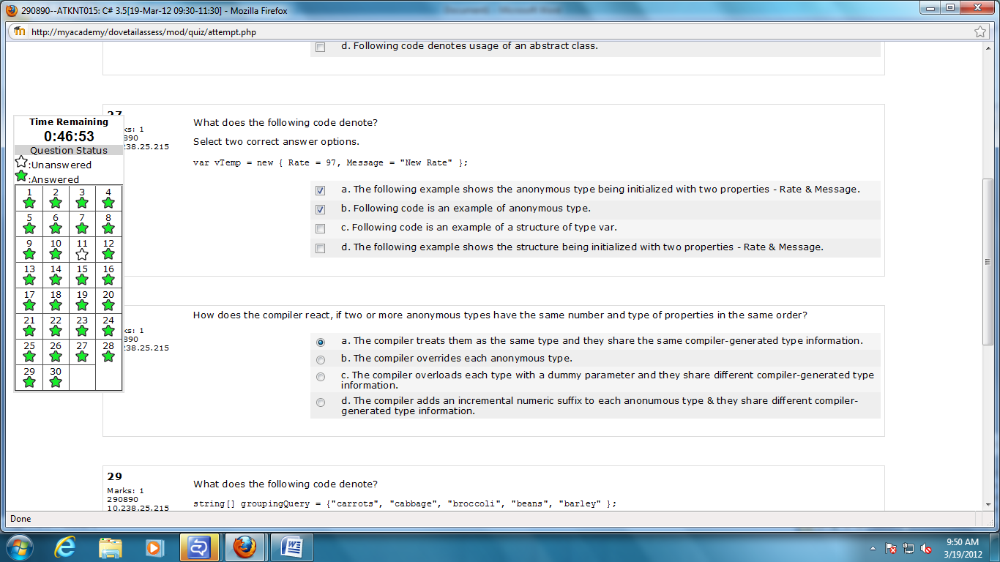 290890--ATKNT015: C# 3.5[19-Mar-12 09:30-11:30] - Mozilla Firefox
http://myacademy/dovetailassess/mod/quiz/attempt.php
d. Following code denotes usage of an abstract class.
27
Marks: 1
What does the following code denote?
Select two correct answer options.
var vTemp = new { Rate = 97, Message = "New Rate" };
a. The following example shows the anonymous type being initialized with two properties - Rate & Message.
b. Following code is an example of anonymous type.
c. Following code is an example of a structure of type var.
d. The following example shows the structure being initialized with two properties - Rate & Message.
Time Remaining
0:46:53
Question Status
:Unanswered
:Answered
1 2 3 4
5 6 7 8
9 10 11 12
13 14 15 16
17 18 19 20
21 22 23 24
25 26 27 28
29 30
ks: 1
890
238.25.215
How does the compiler react, if two or more anonymous types have the same number and type of properties in the same order?
a. The compiler treats them as the same type and they share the same compiler-generated type information.
b. The compiler overrides each anonymous type.
c. The compiler overloads each type with a dummy parameter and they share different compiler-generated type
information.
d. The compiler adds an incremental numeric suffix to each anonumous type & they share different compiler-
generated type information.
29
Marks: 1
290890
10.238.25.215
What does the following code denote?
string[] groupingQuery = {"carrots", "cabbage", "broccoli", "beans", "barley" };
Done
9:50 AM
3/19/2012